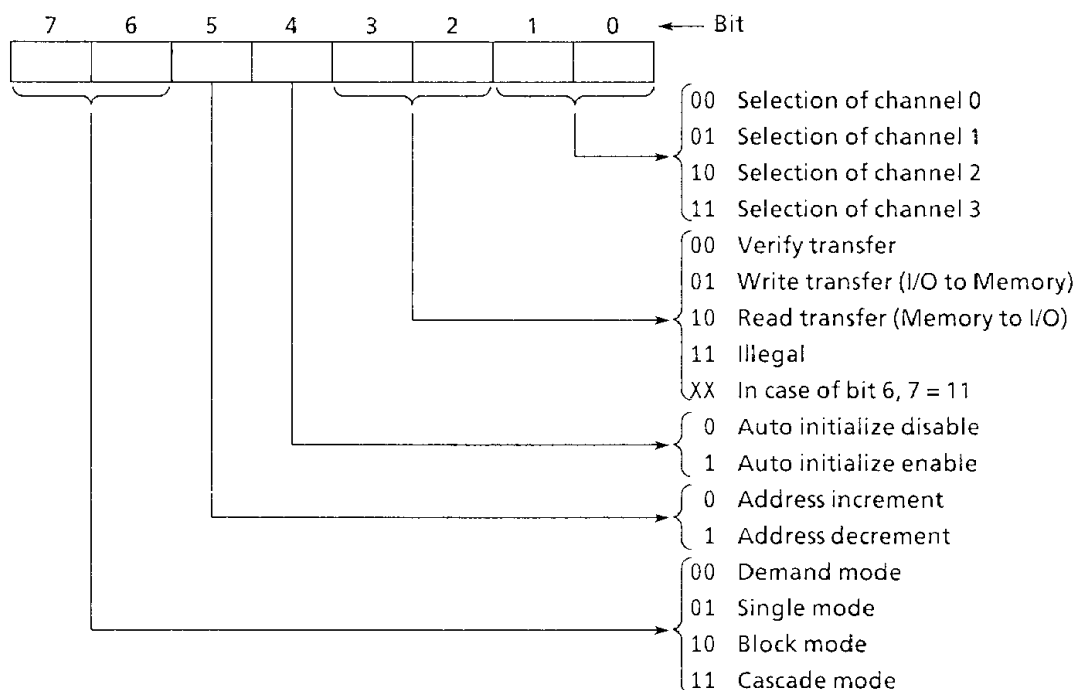 7 6 5 4 3 2 1 0 ← Bit
00 Selection of channel 0
01 Selection of channel 1
10 Selection of channel 2
11 Selection of channel 3
00 Verify transfer
01 Write transfer (I/O to Memory)
10 Read transfer (Memory to I/O)
11 Illegal
XX In case of bit 6, 7 = 11
0 Auto initialize disable
1 Auto initialize enable
0 Address increment
1 Address decrement
00 Demand mode
01 Single mode
10 Block mode
11 Cascade mode